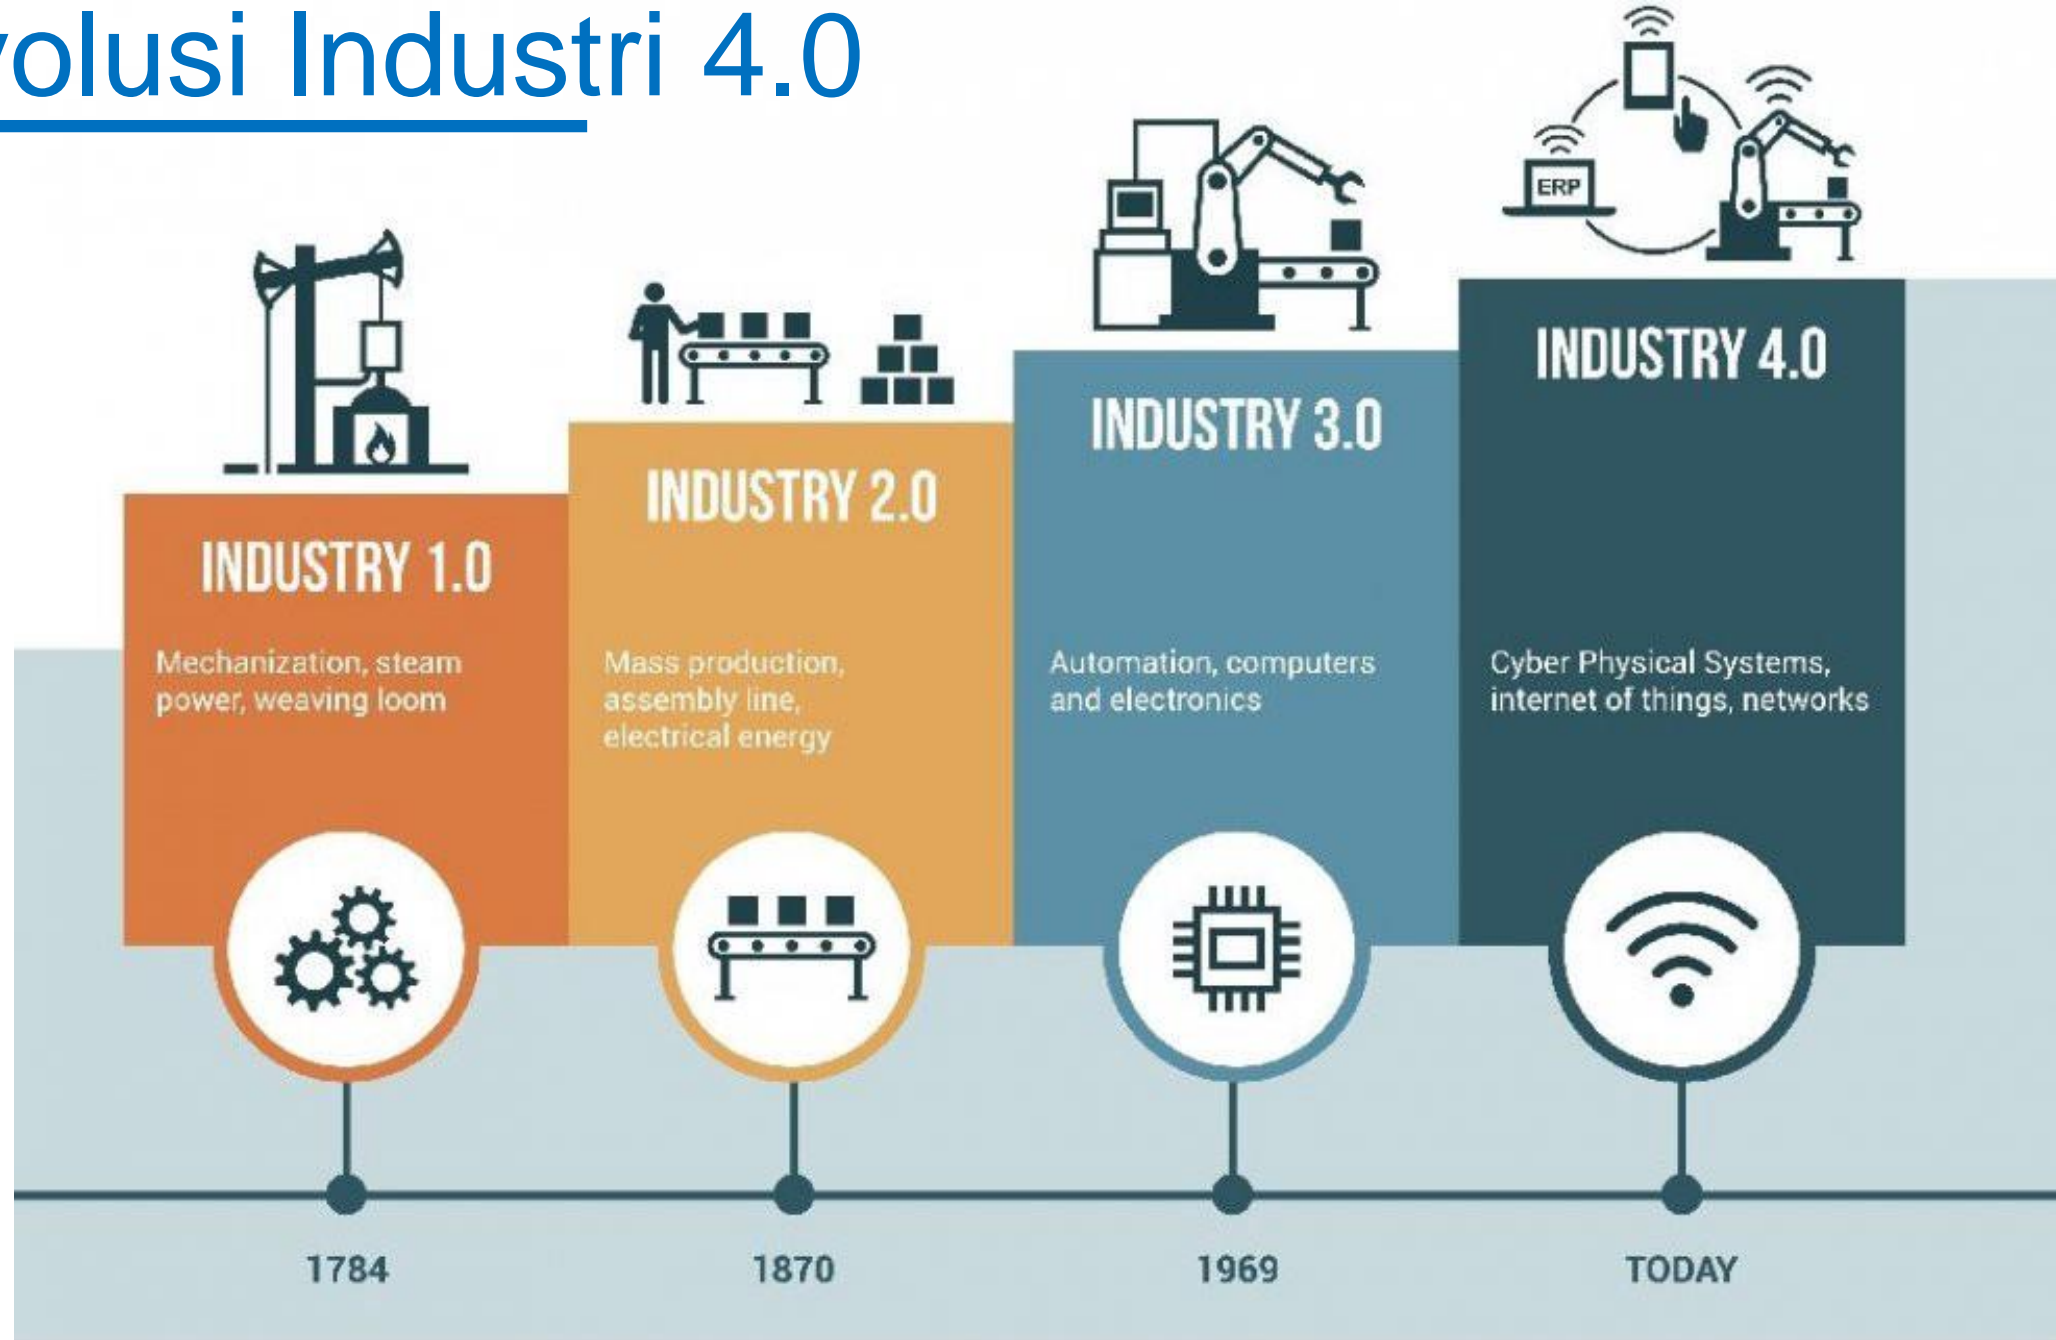 volusi Industri 4.0
ERP
INDUSTRY 1.0
Mechanization, steam
power, weaving loom
INDUSTRY 2.0
Mass production,
assembly line,
electrical energy
INDUSTRY 3.0
Automation, computers
and electronics
INDUSTRY 4.0
Cyber Physical Systems,
internet of things, networks
1784
1870
1969
TODAY